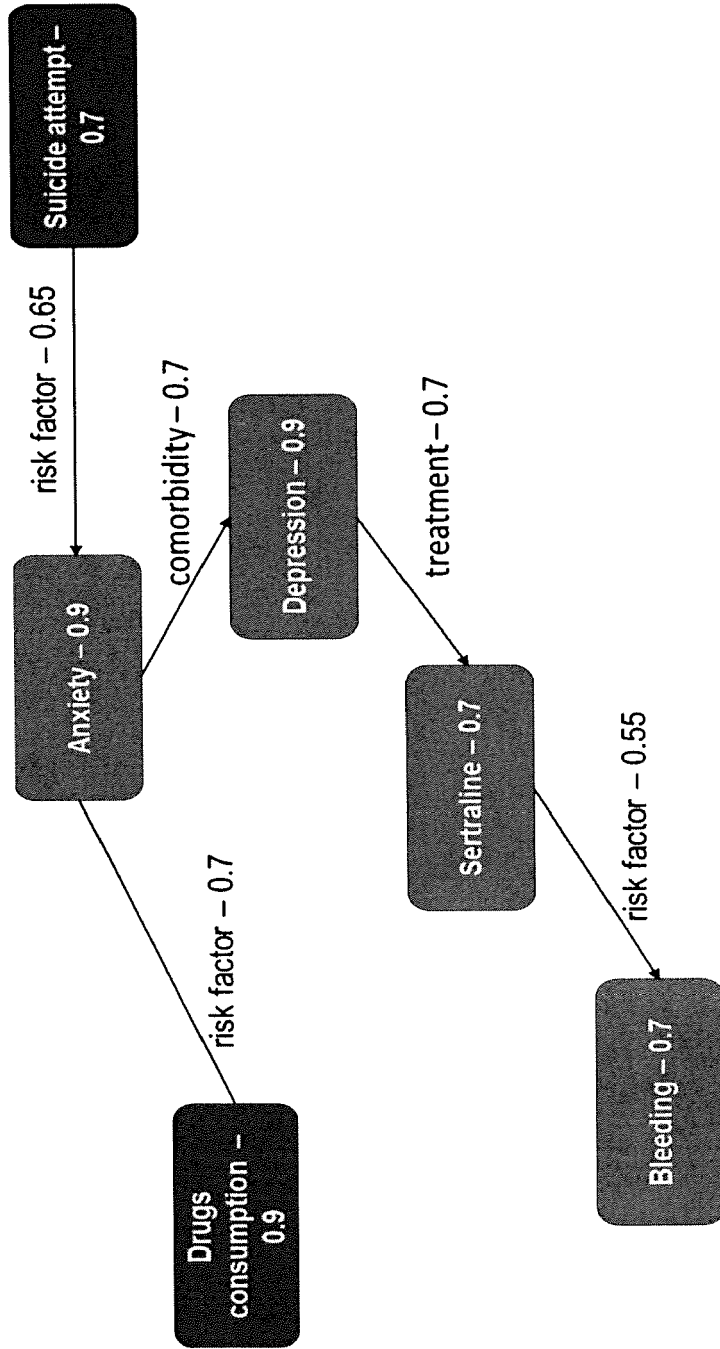 Suicide attempt –
0.7
risk factor – 0.65
Anxiety – 0.9
comorbidity – 0.7
Depression – 0.9
risk factor – 0.7
treatment – 0.7
Drugs
consumption –
0.9
Sertraline – 0.7
risk factor – 0.55
Bleeding – 0.7